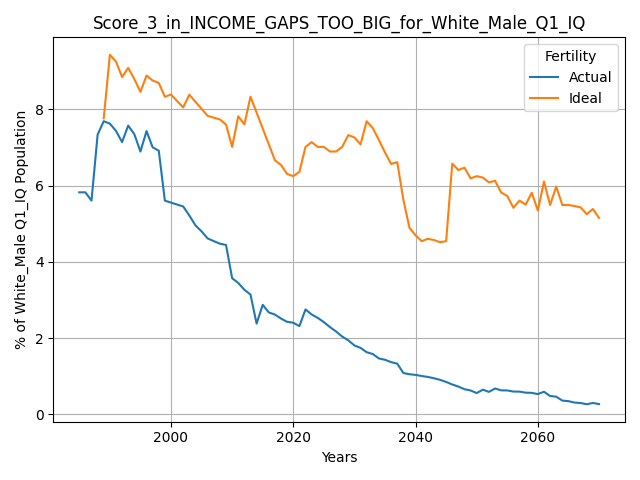 Score_3_in_INCOME_GAPS_TOO_BIG_for_White_Male_Q1_IQ
Fertility
Actual
Ideal
% of White_Male Q1_IQ Population
8
6
4
2
0
2000 2020 2040 2060
Years